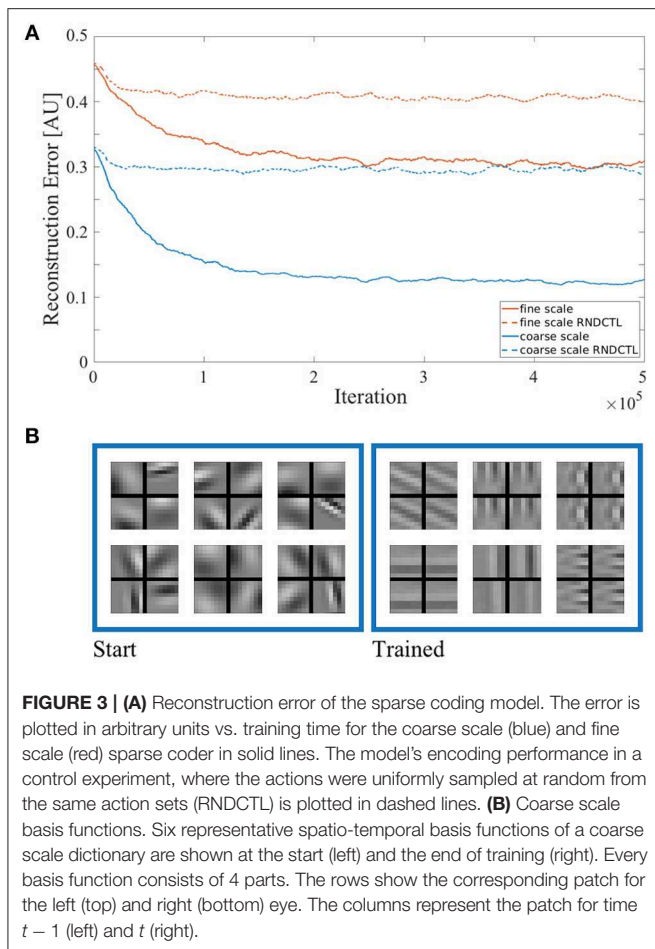 A
0.5
0.4
0.3
0.2
0.1
0
Reconstruction Error [AU]
fine scale
fine scale RNDCTL
coarse scale
coarse scale RNDCTL
0 1 2 3 4 5
×10⁵
Iteration
B
Start Trained
FIGURE 3 | (A) Reconstruction error of the sparse coding model. The error is
plotted in arbitrary units vs. training time for the coarse scale (blue) and fine
scale (red) sparse coder in solid lines. The model's encoding performance in a
control experiment, where the actions were uniformly sampled at random from
the same action sets (RNDCTL) is plotted in dashed lines. (B) Coarse scale
basis functions. Six representative spatio-temporal basis functions of a coarse
scale dictionary are shown at the start (left) and the end of training (right). Every
basis function consists of 4 parts. The rows show the corresponding patch for
the left (top) and right (bottom) eye. The columns represent the patch for time
t − 1 (left) and t (right).